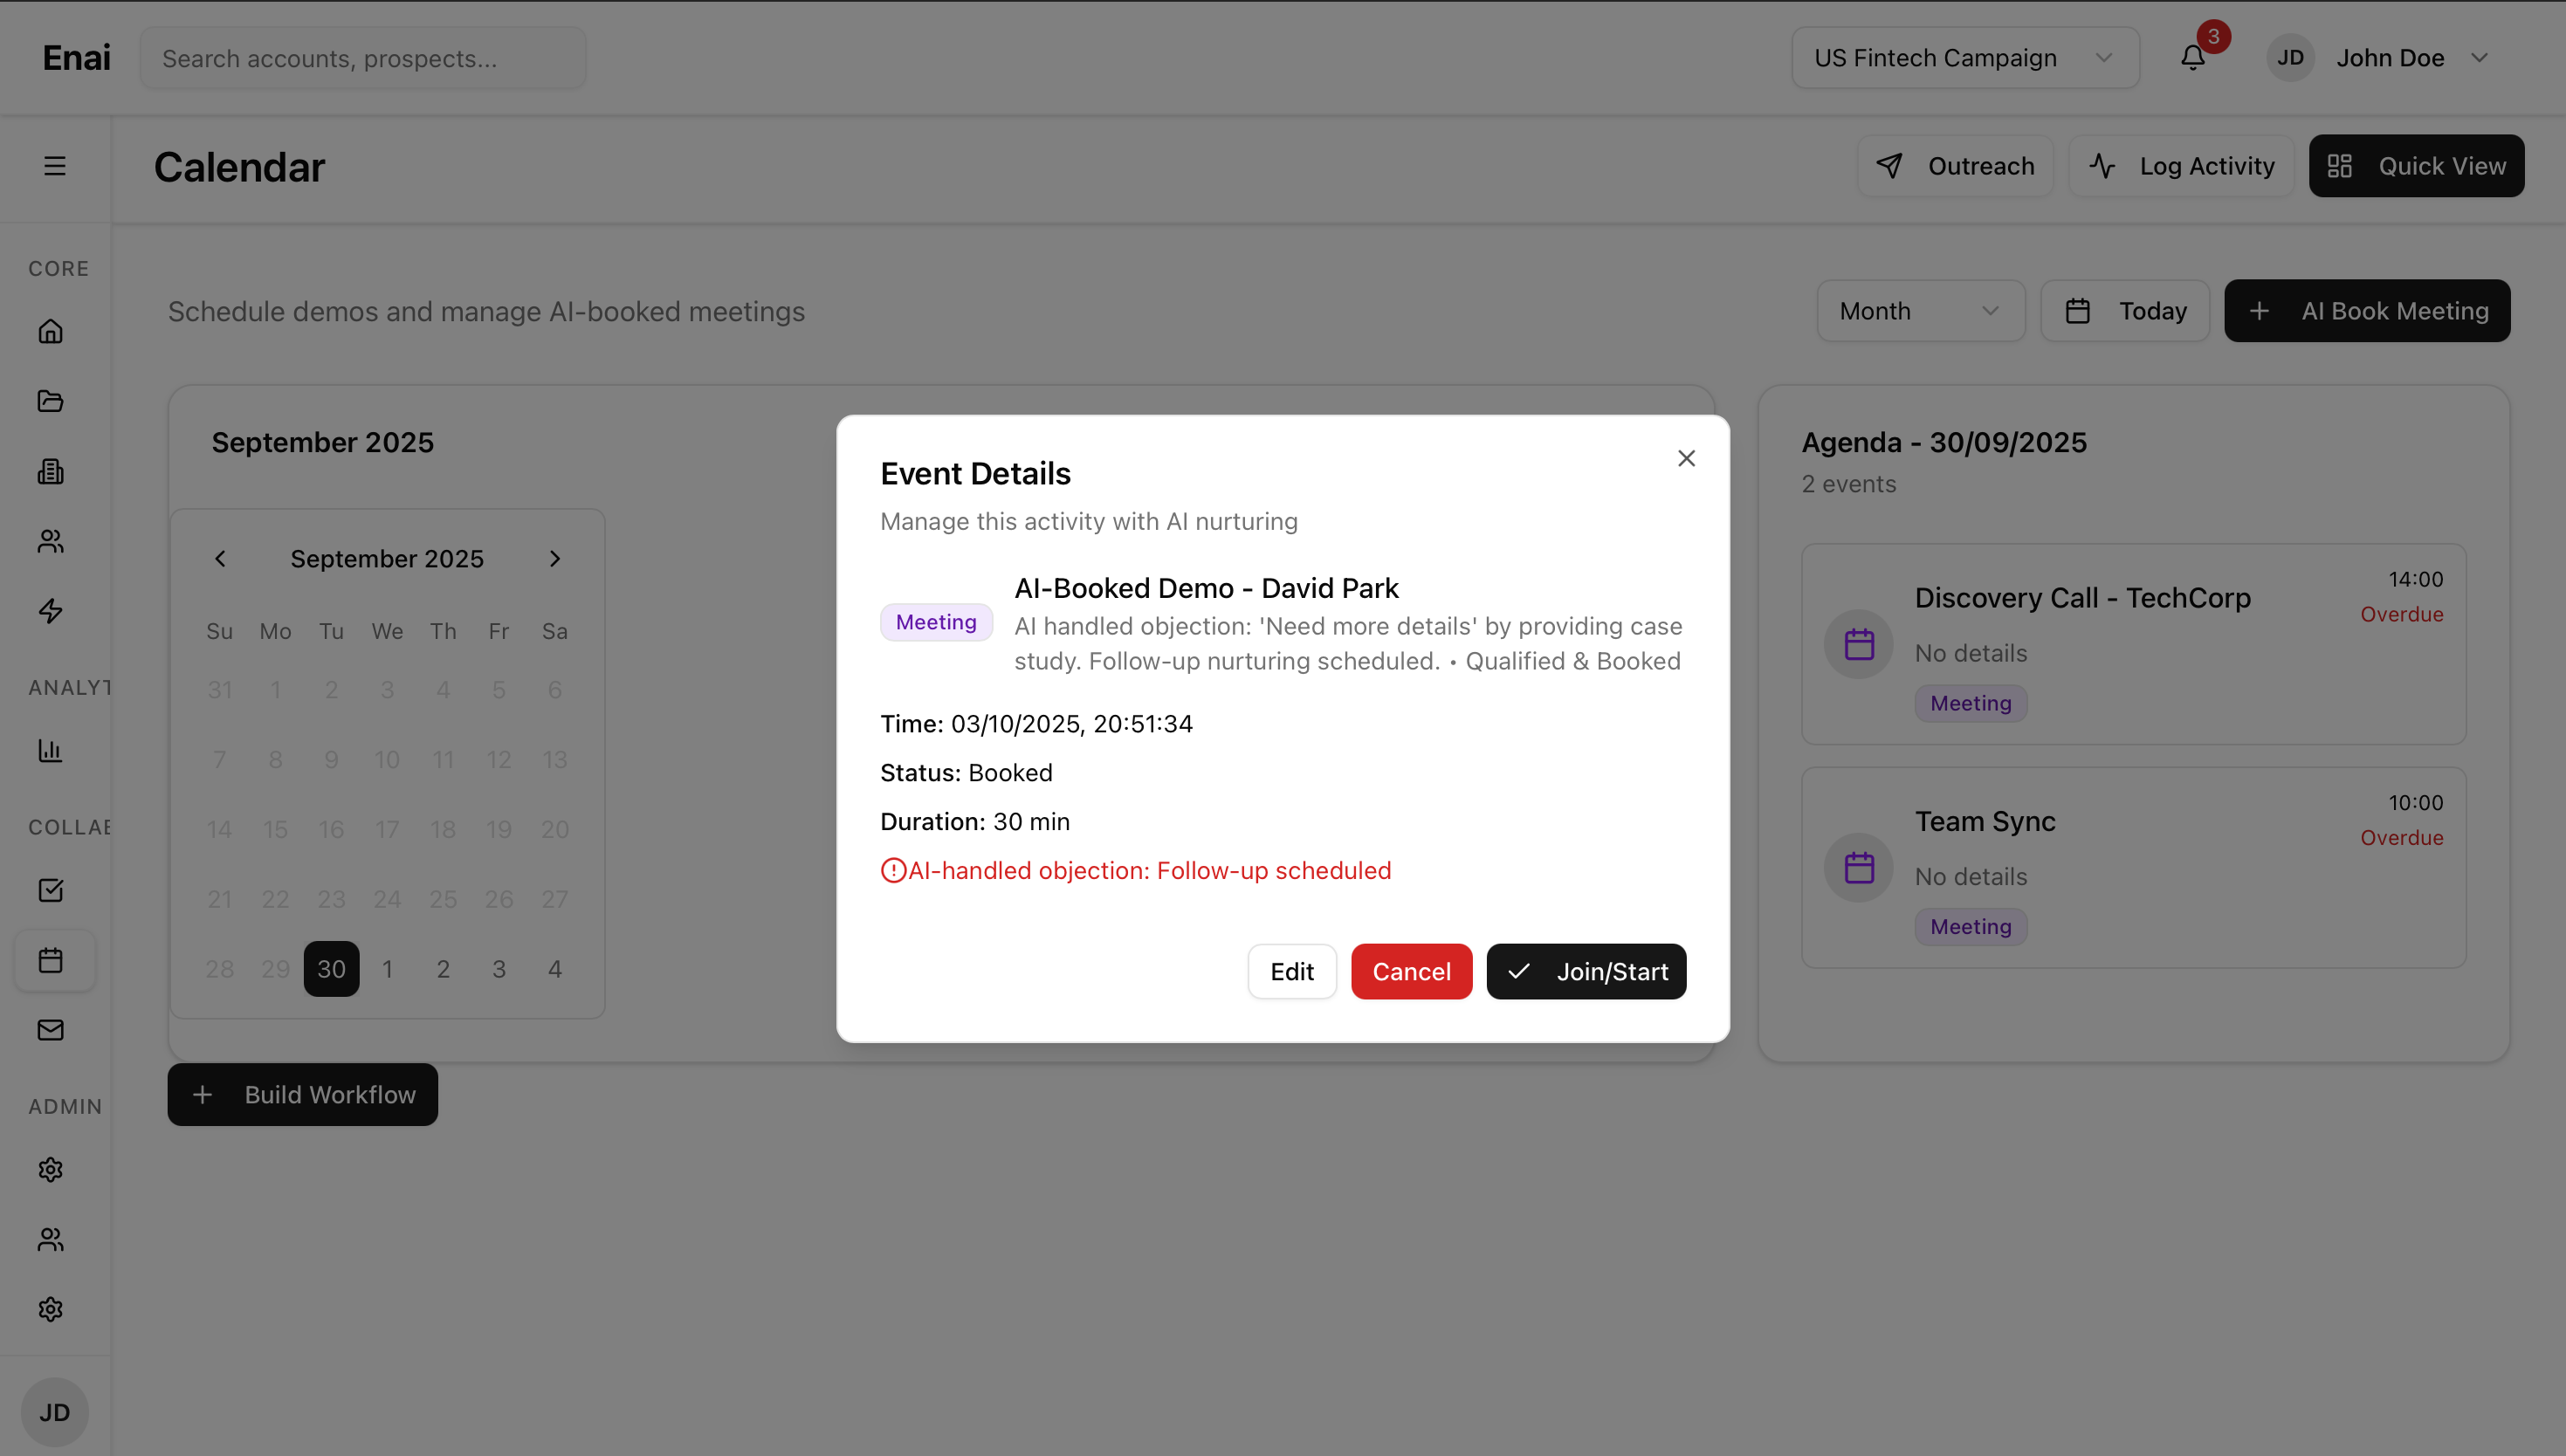 Enai
Search accounts, prospects...
US Fintech Campaign
3
JD
John Doe
Calendar
Outreach
Log Activity
Quick View
CORE
ANALYT
COLLAB
ADMIN
JD
Schedule demos and manage AI-booked meetings
Month
Today
AI Book Meeting
September 2025
September 2025
Su Mo Tu We Th Fr Sa
31 1 2 3 4 5 6
7 8 9 10 11 12 13
14 15 16 17 18 19 20
21 22 23 24 25 26 27
28 29 30 1 2 3 4
Build Workflow
Event Details
Manage this activity with AI nurturing
Meeting
AI-Booked Demo - David Park
AI handled objection: 'Need more details' by providing case
study. Follow-up nurturing scheduled. • Qualified & Booked
Time: 03/10/2025, 20:51:34
Status: Booked
Duration: 30 min
AI-handled objection: Follow-up scheduled
Edit
Cancel
Join/Start
Agenda - 30/09/2025
2 events
Discovery Call - TechCorp
14:00
Overdue
No details
Meeting
Team Sync
10:00
Overdue
No details
Meeting